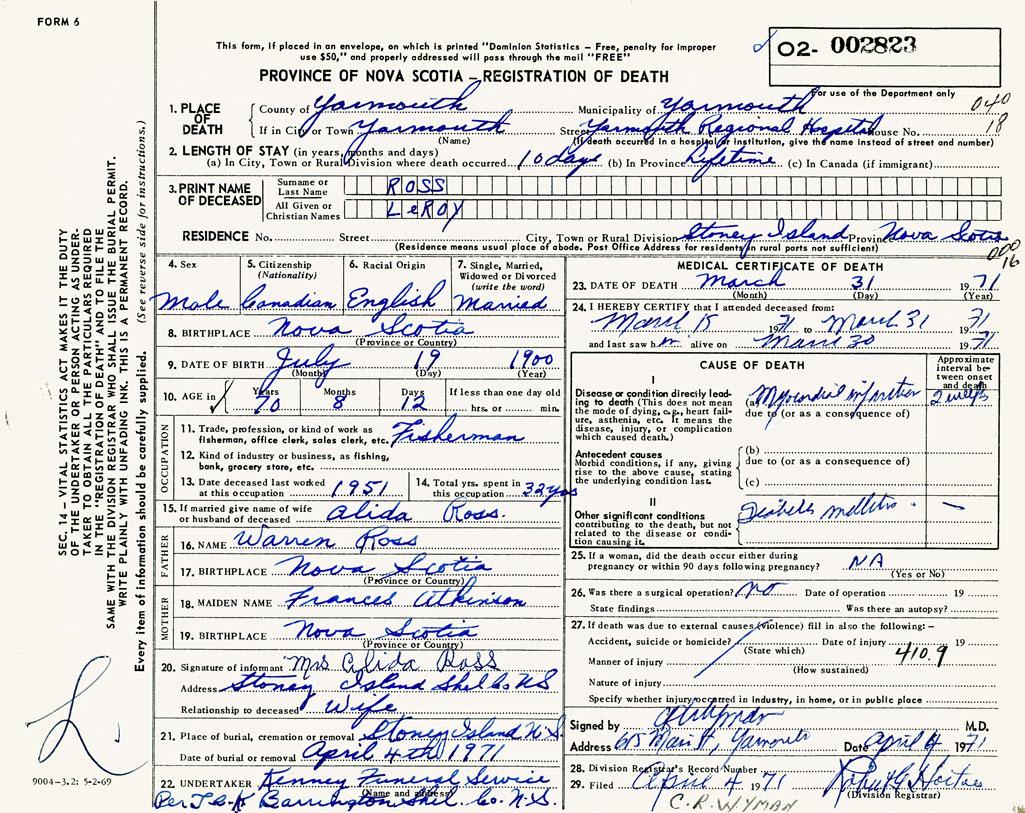 FORM 6
This form, if placed in an envelope, on which is printed "Dominion Statistics – Free, penalty for improper
use $50," and properly addressed will pass through the mail "FREE"
02- 002823
For use of the Department only
PROVINCE OF NOVA SCOTIA – REGISTRATION OF DEATH
040
18
1. PLACE OF DEATH
County of Yarmouth Municipality of Yarmouth
If in City or Town Yarmouth Street Yarmouth Regional Hospital House No.
(Name) (If death occurred in a hospital or institution, give the name instead of street and number)
2. LENGTH OF STAY (in years, months and days)
(a) In City, Town or Rural Division where death occurred 10 days (b) In Province Lifetime (c) In Canada (if immigrant)
3. PRINT NAME OF DECEASED
Surname or Last Name ROSS
All Given or Christian Names LeROY
RESIDENCE No. Street City, Town or Rural Division Stoney Island Province Nova Scotia
(Residence means usual place of abode. Post Office Address for residents in rural parts not sufficient)
000
16
4. Sex Male
5. Citizenship (Nationality) Canadian
6. Racial Origin English
7. Single, Married, Widowed or Divorced (write the word) Married
8. BIRTHPLACE Nova Scotia
(Province or Country)
9. DATE OF BIRTH July 19 1900
(Month) (Day) (Year)
10. AGE in Years 70 Months 8 Days 12 If less than one day old
hrs. or min.
OCCUPATION
11. Trade, profession, or kind of work as
fisherman, office clerk, sales clerk, etc. Fisherman
12. Kind of industry or business, as fishing,
bank, grocery store, etc.
13. Date deceased last worked
at this occupation 1951
14. Total yrs. spent in
this occupation 32 yrs
15. If married give name of wife
or husband of deceased Alida Ross.
FATHER
16. NAME Warren Ross
17. BIRTHPLACE Nova Scotia
(Province or Country)
MOTHER
18. MAIDEN NAME Frances Atkinson
19. BIRTHPLACE Nova Scotia
(Province or Country)
20. Signature of informant Mrs Alida Ross
Address Stoney Island Shel. Co. N S
Relationship to deceased Wife
21. Place of burial, cremation or removal Stoney Island N.S.
Date of burial or removal April 4th 1971
22. UNDERTAKER Kenney Funeral Service
(Name and address)
Per Barrington Shel. Co. N.S.
MEDICAL CERTIFICATE OF DEATH
23. DATE OF DEATH March 31 1971
(Month) (Day) (Year)
24. I HEREBY CERTIFY that I attended deceased from:
March 15 1971 to March 31 1971
and last saw him alive on March 30 1971
CAUSE OF DEATH
Approximate interval between onset and death
I
Disease or condition directly leading to death (This does not mean the mode of dying, e.g., heart failure, asthenia, etc. It means the disease, injury, or complication which caused death.)
(a) Myocardial infarction 2 weeks
due to (or as a consequence of)
Antecedent causes
Morbid conditions, if any, giving rise to the above cause, stating the underlying condition last.
(b)
due to (or as a consequence of)
(c)
II
Other significant conditions
contributing to the death, but not related to the disease or condition causing it.
Diabetes mellitus. –
25. If a woman, did the death occur either during
pregnancy or within 90 days following pregnancy? NA
(Yes or No)
26. Was there a surgical operation? no Date of operation 19
State findings Was there an autopsy?
27. If death was due to external causes (violence) fill in also the following: –
Accident, suicide or homicide? Date of injury 19
(State which)
410.9
Manner of injury
(How sustained)
Nature of injury
Specify whether injury occurred in industry, in home, or in public place
Signed by M.D.
Address 615 Main St, Yarmouth Date April 4 1971
28. Division Registrar's Record Number
29. Filed April 4 1971
(Division Registrar)
C.R. WYMAN
SEC. 14 – VITAL STATISTICS ACT MAKES IT THE DUTY
OF THE UNDERTAKER OR PERSON ACTING AS UNDER-
TAKER TO OBTAIN ALL THE PARTICULARS REQUIRED
IN THE "REGISTRATION OF DEATH" AND TO FILE THE
SAME WITH THE DIVISION REGISTRAR WHO SHALL ISSUE THE BURIAL PERMIT.
WRITE PLAINLY WITH UNFADING INK. THIS IS A PERMANENT RECORD.
Every item of information should be carefully supplied. (See reverse side for instructions.)
9004-3.2: 5-2-69